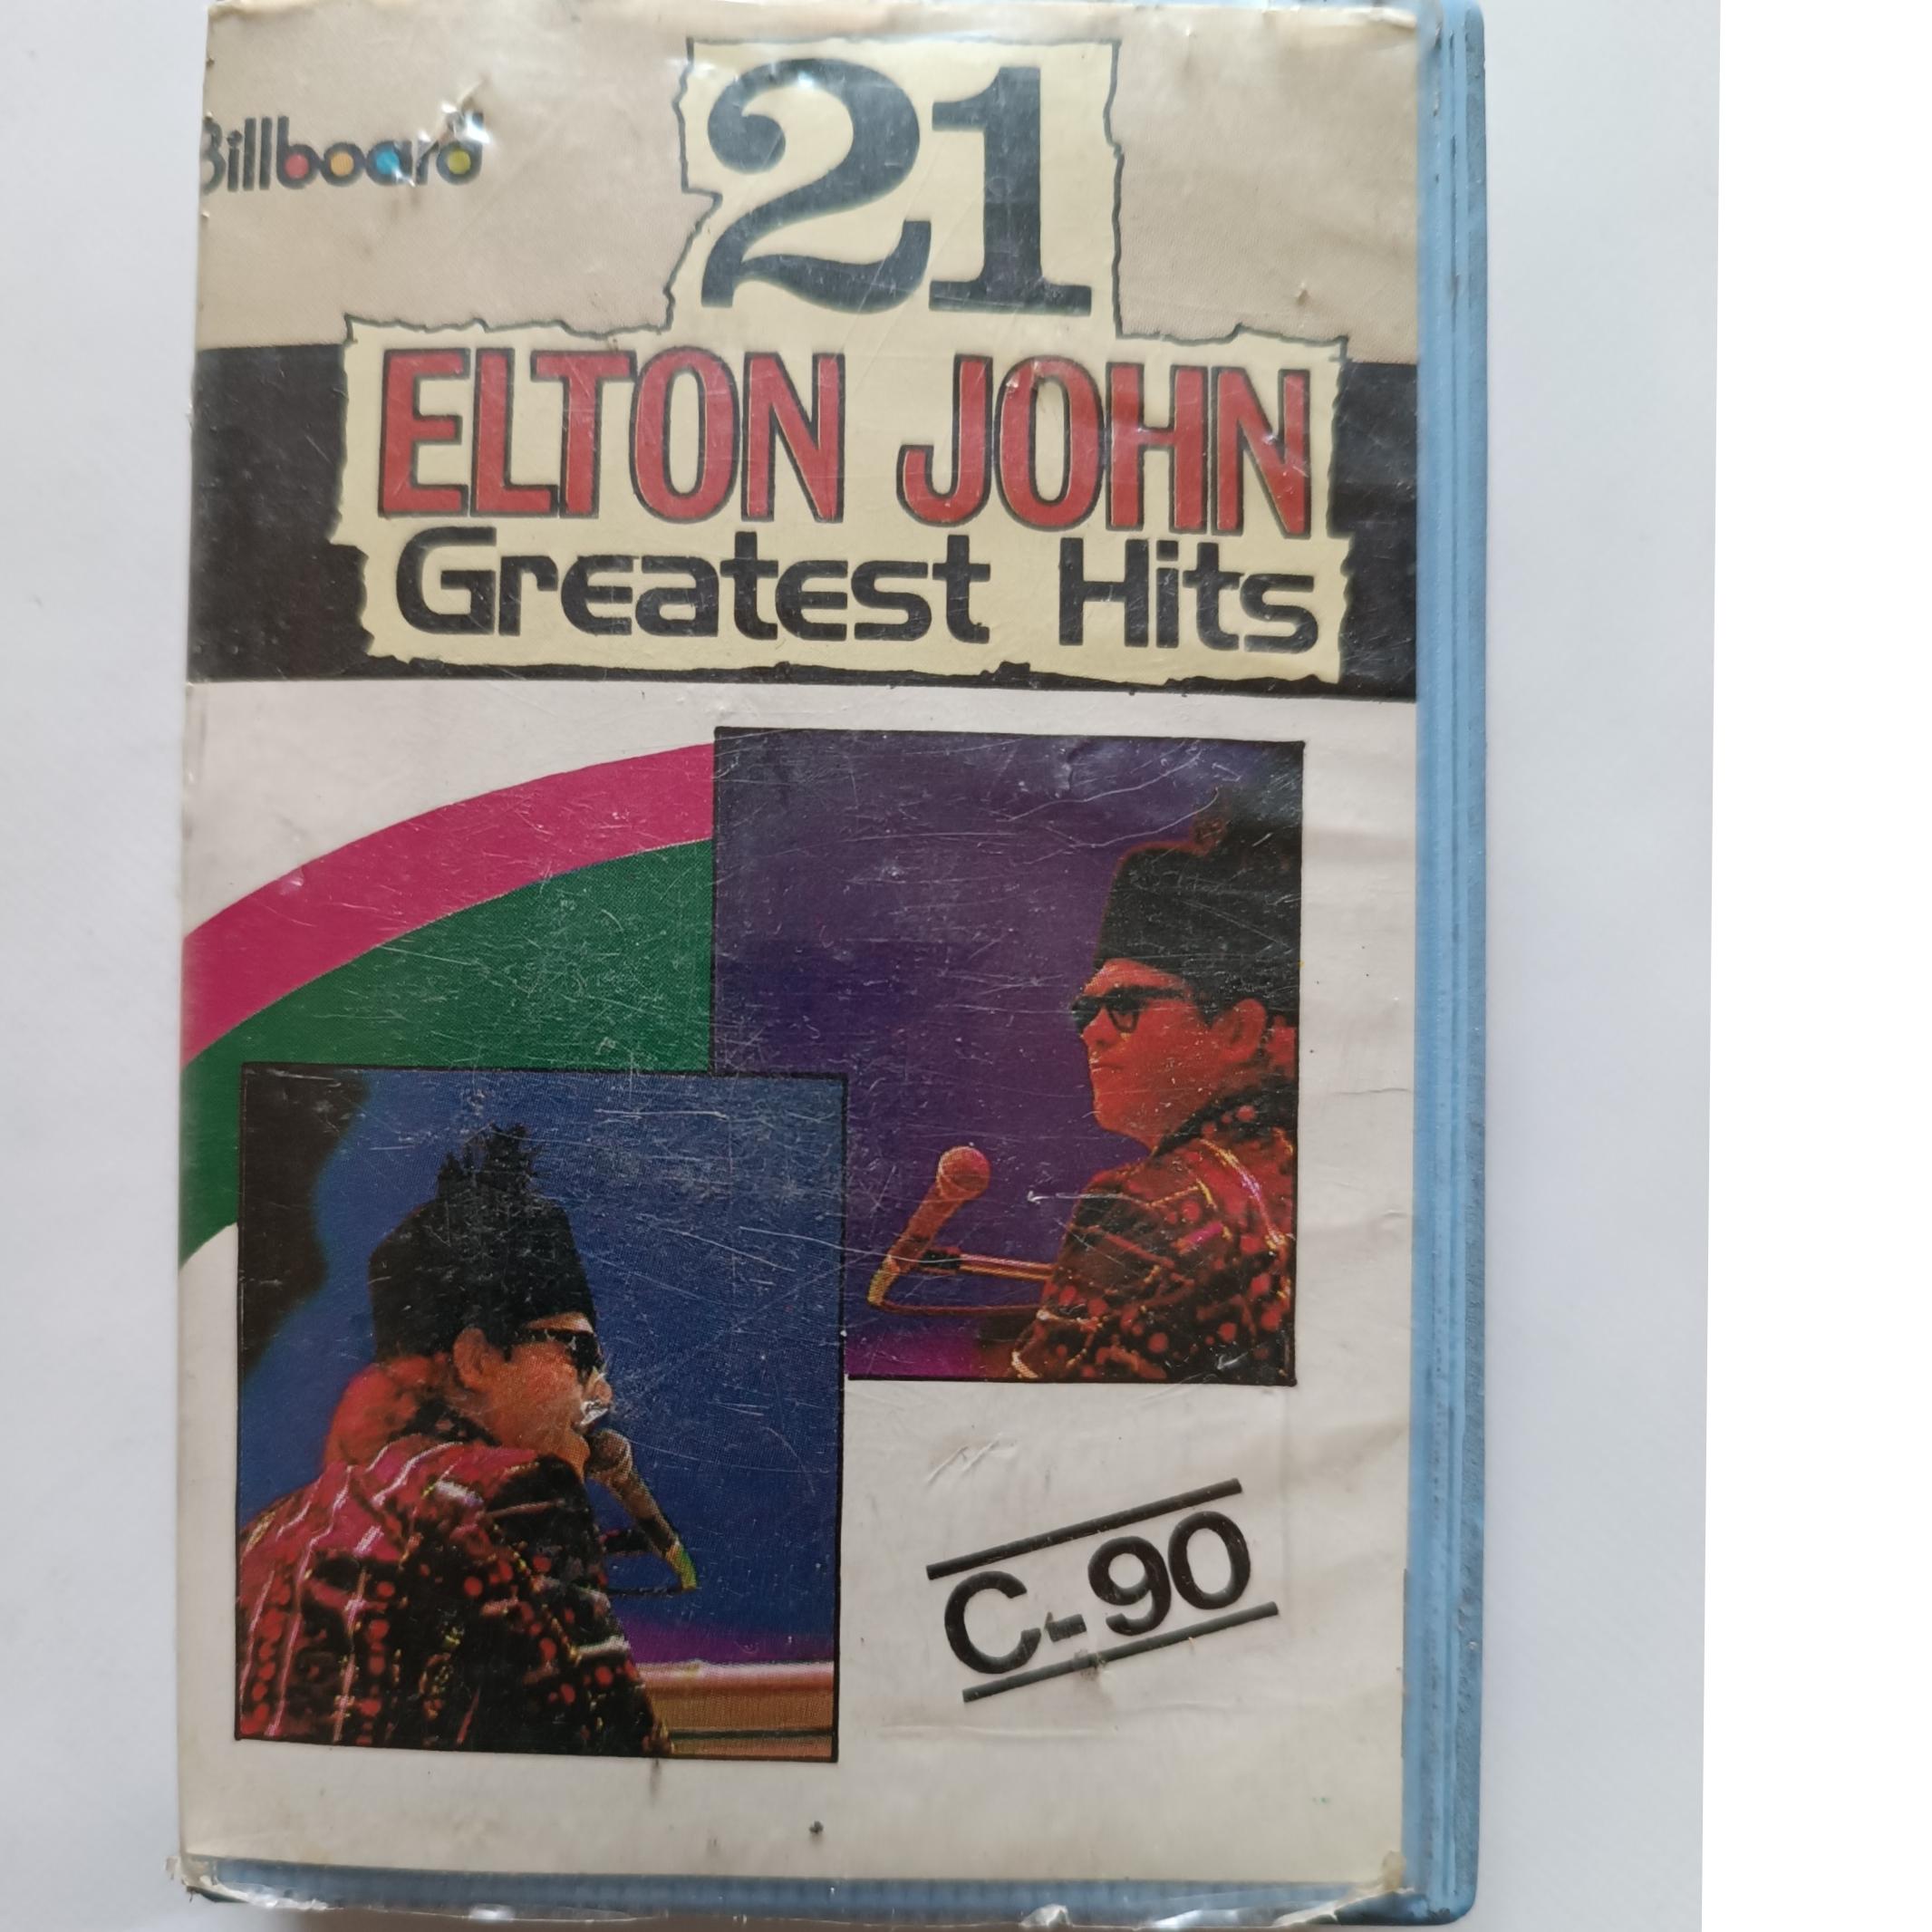 Billboard
21
ELTON JOHN
Greatest Hits
C-90